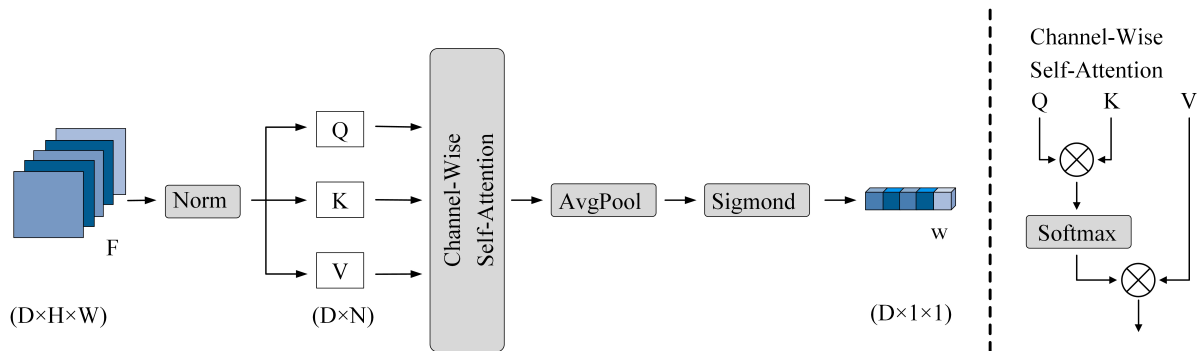 F
(D×H×W)
Norm
Q
K
V
(D×N)
Channel-Wise
Self-Attention
AvgPool
Sigmond
w
(D×1×1)
Channel-Wise
Self-Attention
Q K V
Softmax